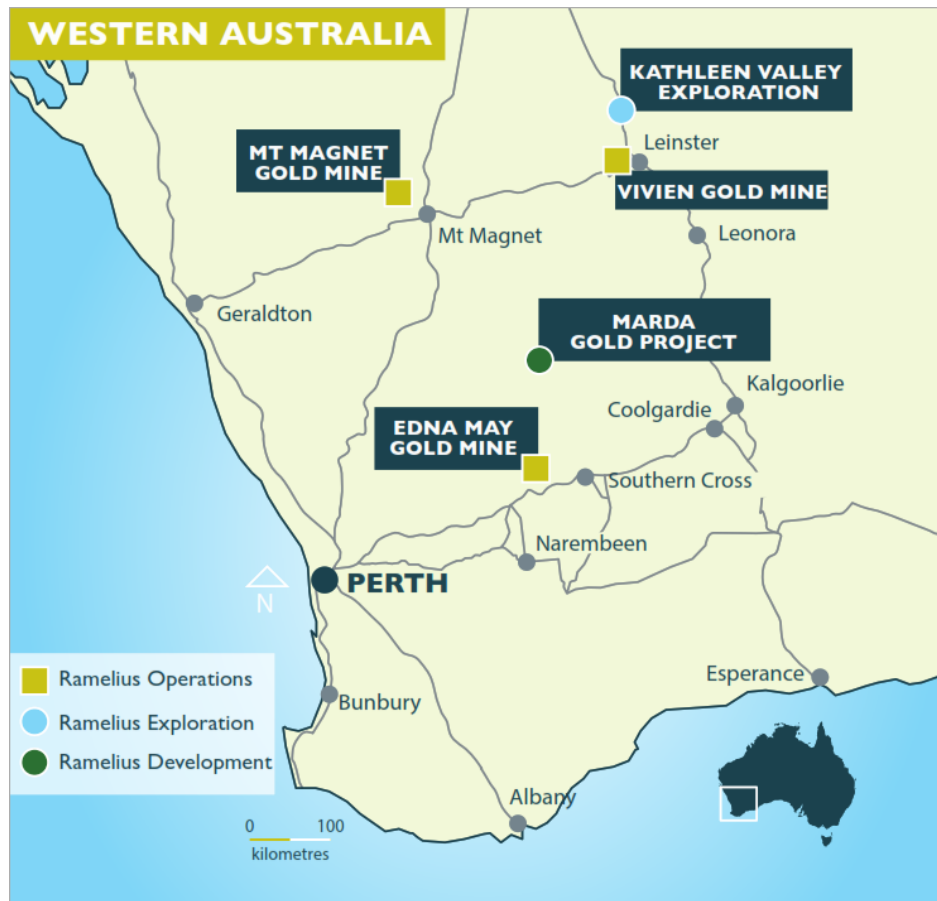 WESTERN AUSTRALIA
KATHLEEN VALLEY
EXPLORATION
MT MAGNET
GOLD MINE
Leinster
VIVIEN GOLD MINE
Mt Magnet
Leonora
Geraldton
MARDA
GOLD PROJECT
Kalgoorlie
Coolgardie
EDNA MAY
GOLD MINE
Southern Cross
Narembeen
PERTH
N
Ramelius Operations
Esperance
Bunbury
Ramelius Exploration
Ramelius Development
Albany
0 100
kilometres